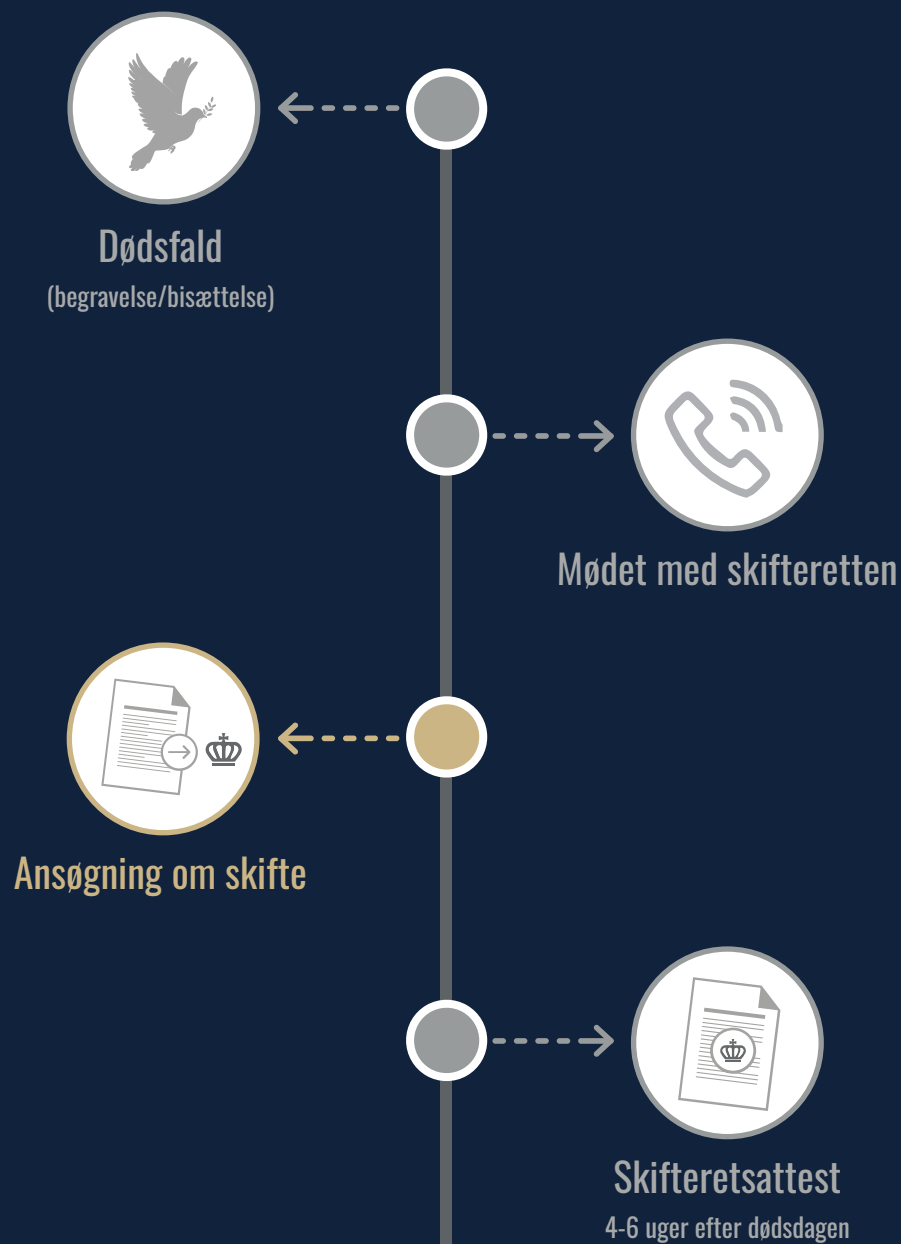 Dødsfald
(begravelse/bisættelse)
Mødet med skifteretten
Ansøgning om skifte
Skifteretsattest
4-6 uger efter dødsdagen